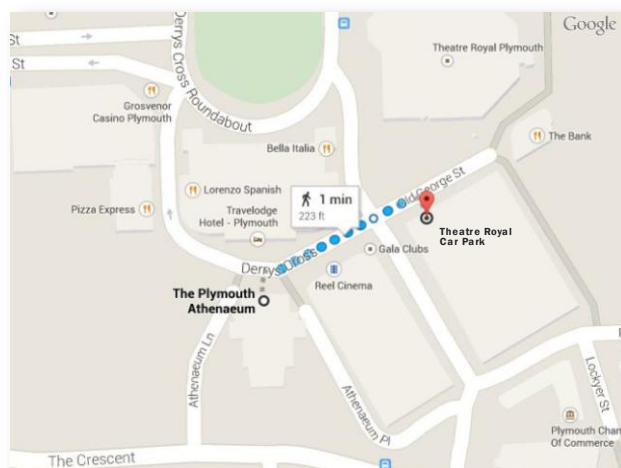 Google
St
St
Theatre Royal Plymouth
Grosvenor
Casino Plymouth
Derrys Cross Roundabout
Bella Italia
The Bank
Old George St
Lorenzo Spanish
1 min
223 ft
Pizza Express
Travelodge
Hotel - Plymouth
Theatre Royal
Car Park
Gala Clubs
Derrys Cross
Reel Cinema
The Plymouth
Athenaeum
Athenaeum Ln
Athenaeum Pl
Lockyer St
Plymouth Cham
Of Commerce
The Crescent